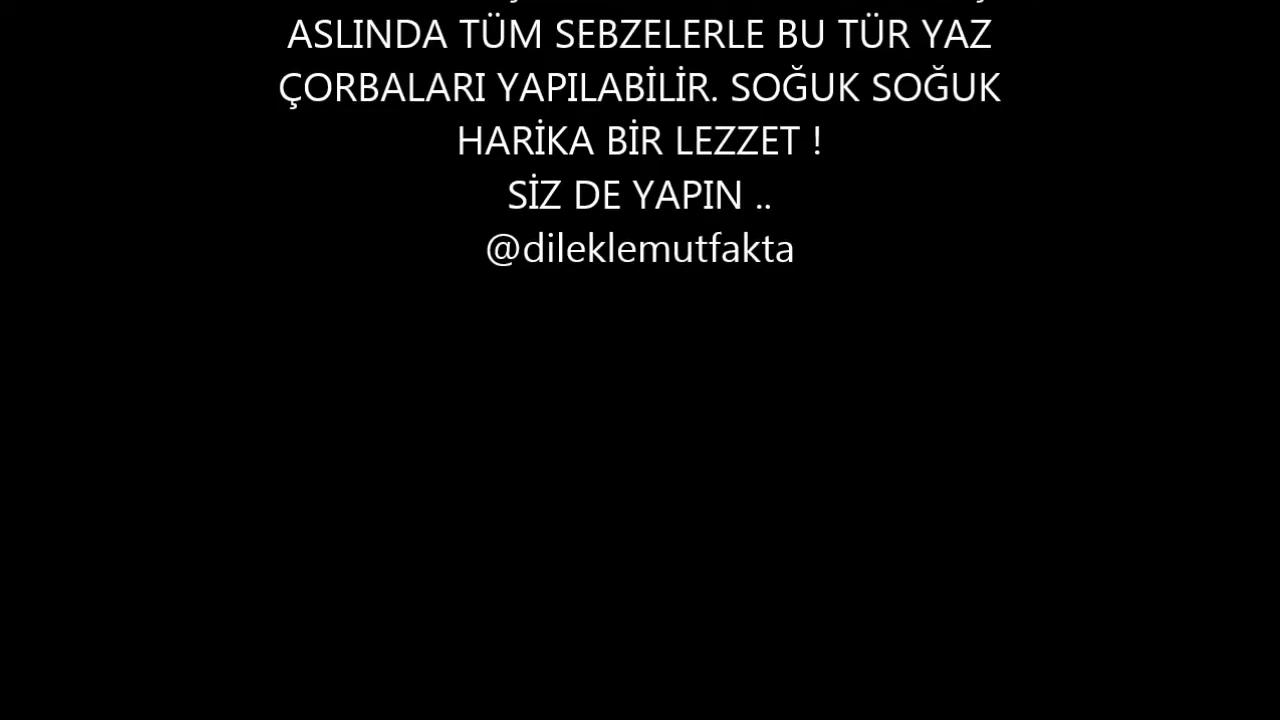 ASLINDA TÜM SEBZELERLE BU TÜR YAZ
ÇORBALARI YAPILABİLİR. SOĞUK SOĞUK
HARİKA BİR LEZZET !
SİZ DE YAPIN ..
@dileklemutfakta